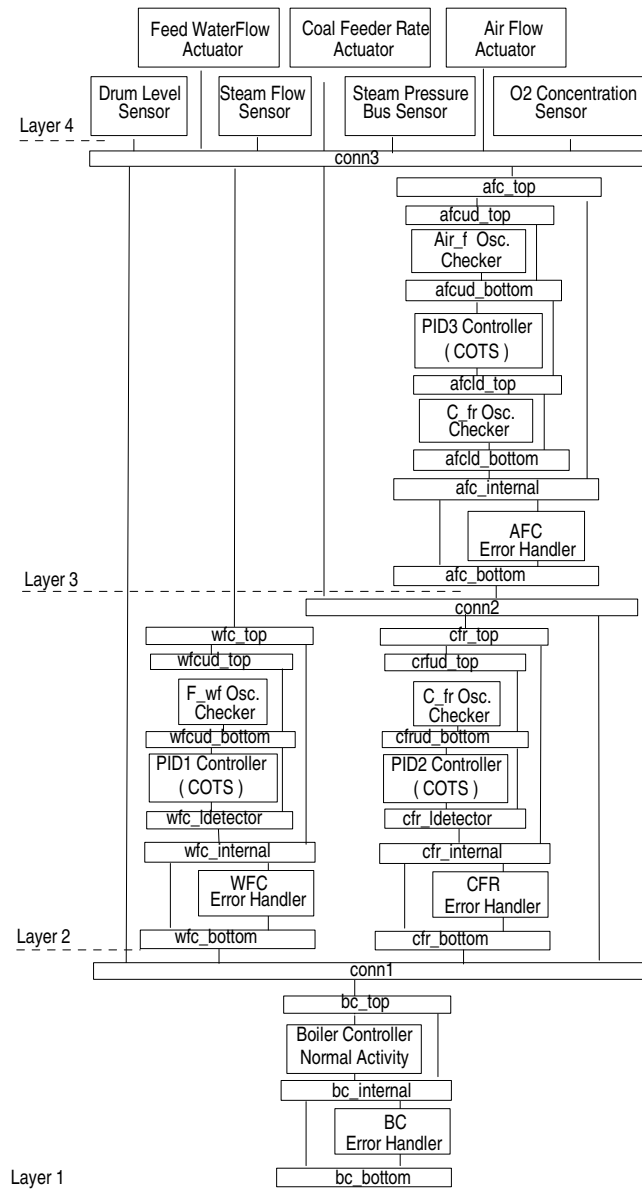 Feed WaterFlow
Actuator
Coal Feeder Rate
Actuator
Air Flow
Actuator
Drum Level
Sensor
Steam Flow
Sensor
Steam Pressure
Bus Sensor
O2 Concentration
Sensor
Layer 4
conn3
afc_top
afcud_top
Air_f Osc.
Checker
afcud_bottom
PID3 Controller
( COTS )
afcld_top
C_fr Osc.
Checker
afcld_bottom
afc_internal
AFC
Error Handler
afc_bottom
Layer 3
conn2
wfc_top
wfcud_top
F_wf Osc.
Checker
wfcud_bottom
PID1 Controller
( COTS )
wfc_ldetector
wfc_internal
WFC
Error Handler
wfc_bottom
cfr_top
crfud_top
C_fr Osc.
Checker
cfrud_bottom
PID2 Controller
( COTS )
cfr_ldetector
cfr_internal
CFR
Error Handler
cfr_bottom
Layer 2
conn1
bc_top
Boiler Controller
Normal Activity
bc_internal
BC
Error Handler
bc_bottom
Layer 1